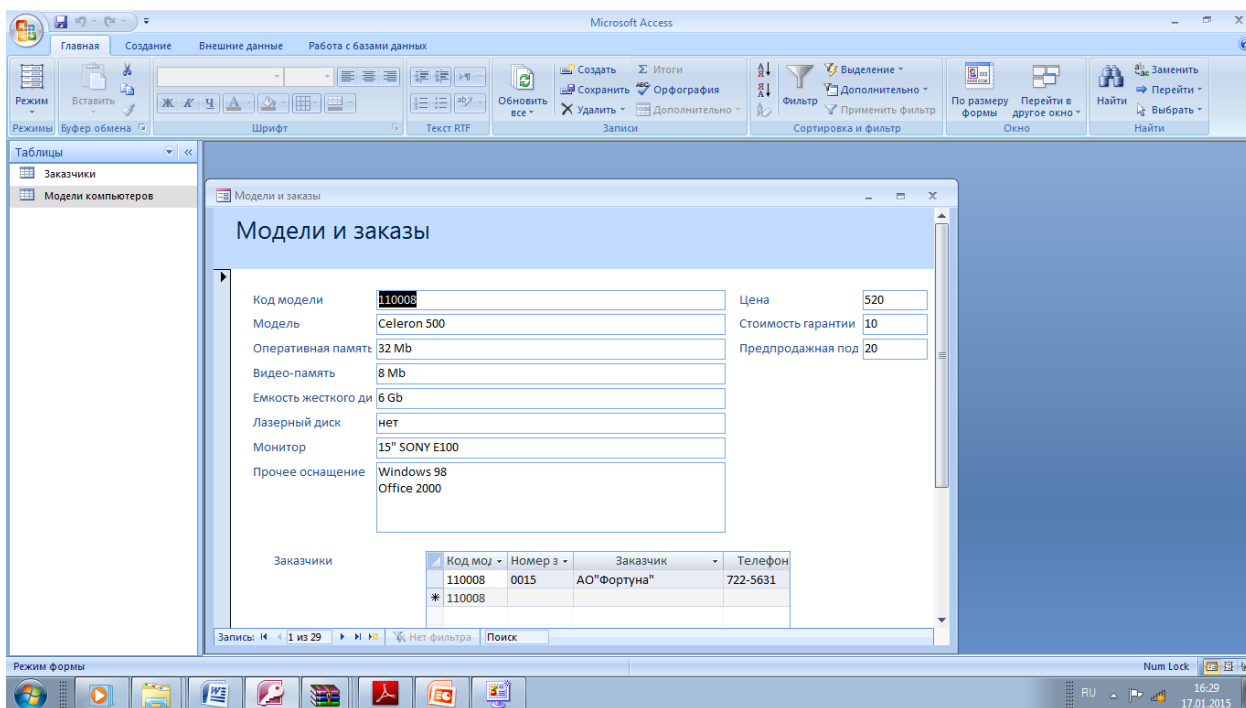 Microsoft Access
Главная Создание Внешние данные Работа с базами данных
Режим
Вставить
Ж К Ч
Обновить все
Создать
Сохранить
Удалить
Итоги
Орфография
Дополнительно
Фильтр
Выделение
Дополнительно
Применить фильтр
По размеру формы
Перейти в другое окно
Найти
Заменить
Перейти
Выбрать
Режимы Буфер обмена Шрифт Текст RTF Записи Сортировка и фильтр Окно Найти
Таблицы
Заказчики
Модели компьютеров
Модели и заказы
Модели и заказы
Код модели 110008 Цена 520
Модель Celeron 500 Стоимость гарантии 10
Оперативная память 32 Mb Предпродажная под 20
Видео-память 8 Mb
Емкость жесткого ди 6 Gb
Лазерный диск нет
Монитор 15" SONY E100
Прочее оснащение Windows 98
Office 2000
Заказчики Код мод Номер з Заказчик Телефон
110008 0015 АО"Фортуна" 722-5631
110008
Запись: 1 из 29 Нет фильтра Поиск
Режим формы Num Lock
RU 16:29
17.01.2015